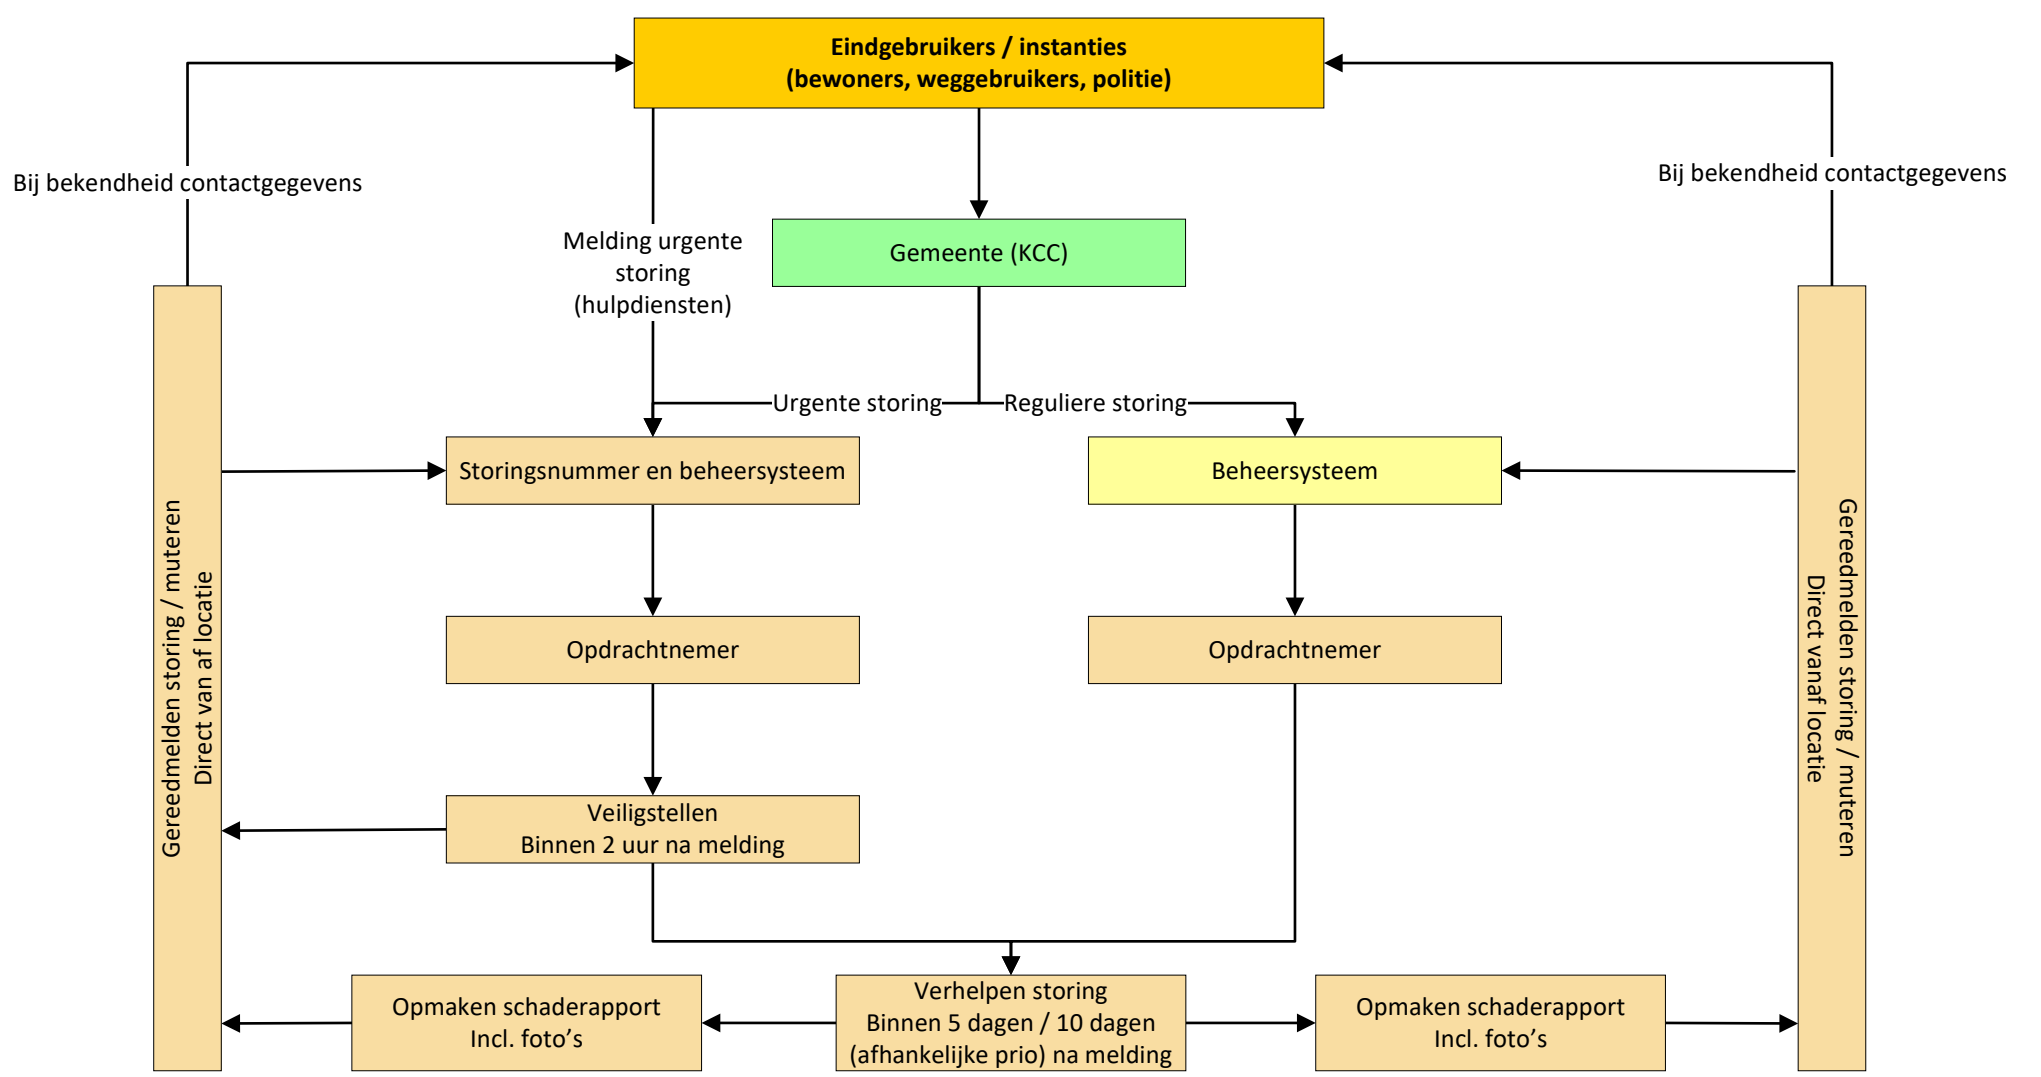 Eindgebruikers / instanties
(bewoners, weggebruikers, politie)
Bij bekendheid contactgegevens
Bij bekendheid contactgegevens
Melding urgente
storing
(hulpdiensten)
Gemeente (KCC)
Urgente storing
Reguliere storing
Storingsnummer en beheersysteem
Beheersysteem
Gereedmelden storing / muteren
Direct van af locatie
Gereedmelden storing / muteren
Direct vanaf locatie
Opdrachtnemer
Opdrachtnemer
Veiligstellen
Binnen 2 uur na melding
Opmaken schaderapport
Incl. foto’s
Verhelpen storing
Binnen 5 dagen / 10 dagen
(afhankelijke prio) na melding
Opmaken schaderapport
Incl. foto’s